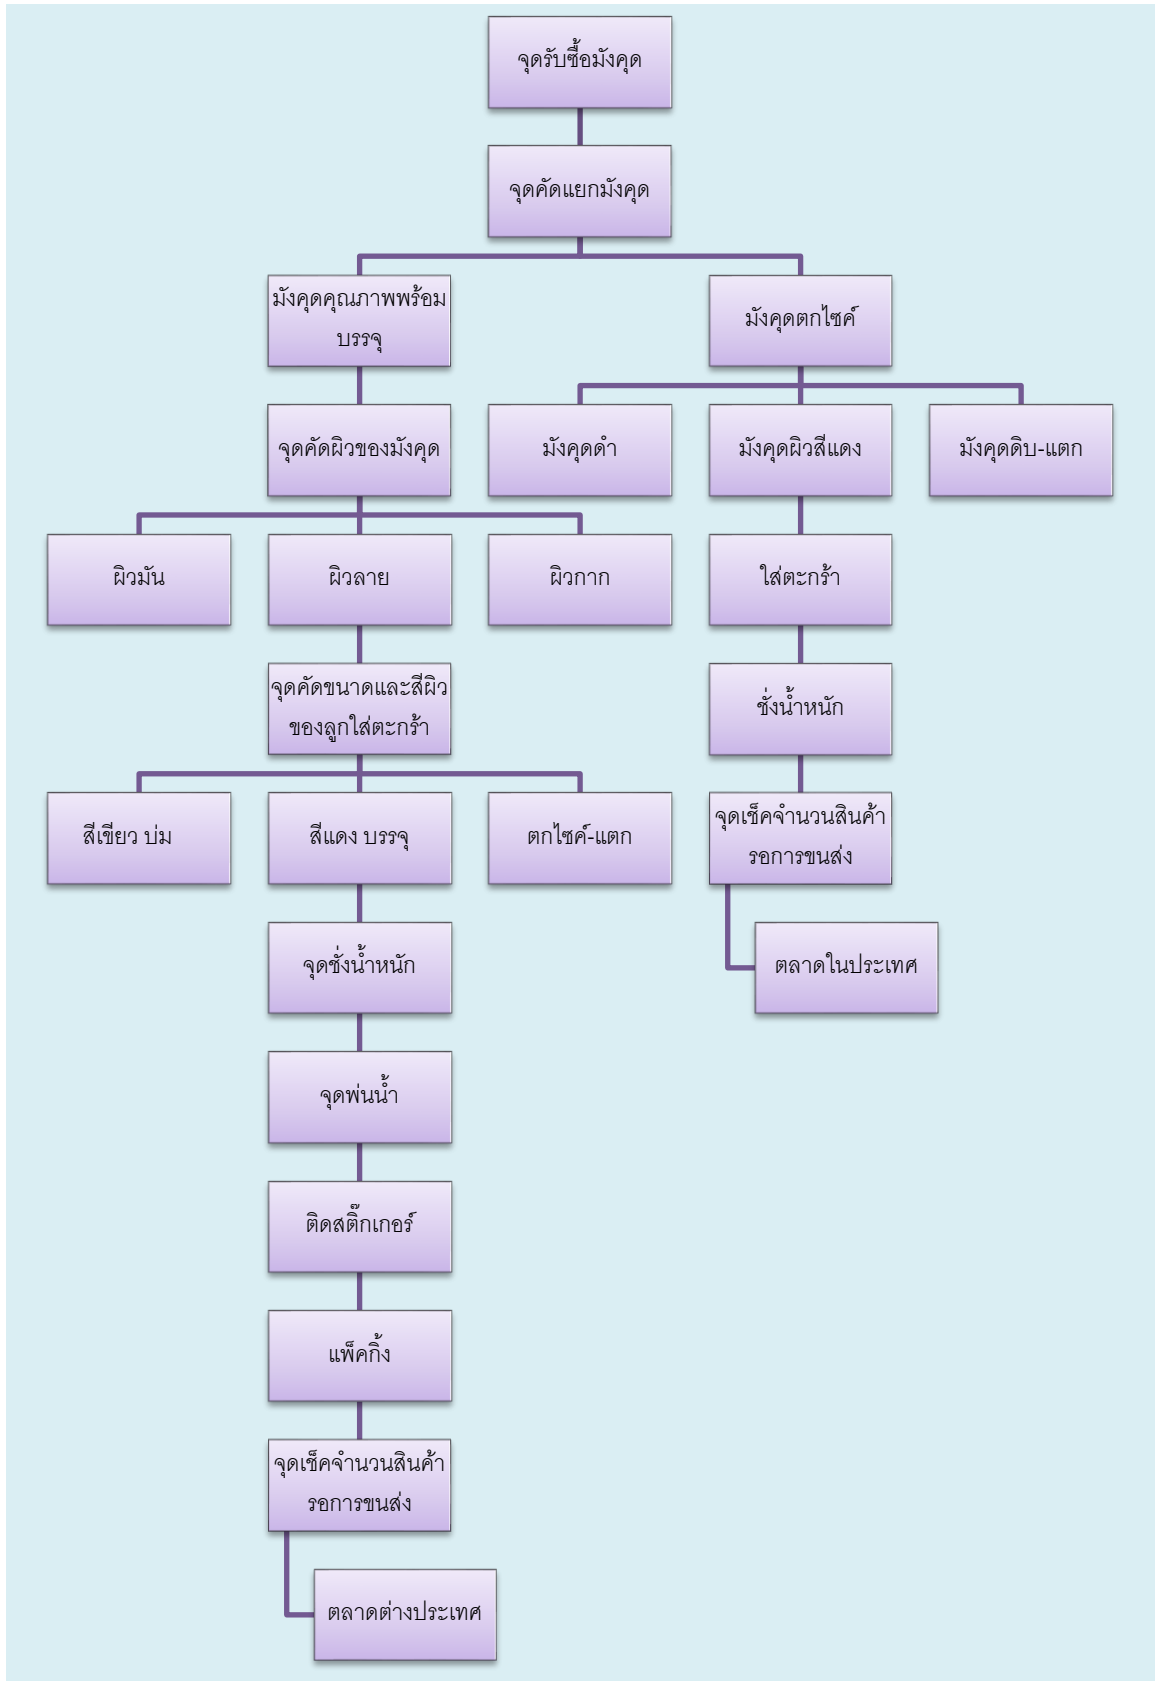 จุดรับซื้อมังคุด
จุดคัดแยกมังคุด
มังคุดคุณภาพพร้อม
บรรจุ
มังคุดตกไซค์
จุดคัดผิวของมังคุด
มังคุดดำ
มังคุดผิวสีแดง
มังคุดดิบ-แตก
ผิวมัน
ผิวลาย
ผิวกาก
ใส่ตะกร้า
จุดคัดขนาดและสีผิว
ของลูกใส่ตะกร้า
ชั่งน้ำหนัก
สีเขียว บ่ม
สีแดง บรรจุ
ตกไซค์-แตก
จุดเช็คจำนวนสินค้า
รอการขนส่ง
จุดชั่งน้ำหนัก
ตลาดในประเทศ
จุดพ่นน้ำ
ติดสติ๊กเกอร์
แพ็คกิ้ง
จุดเช็คจำนวนสินค้า
รอการขนส่ง
ตลาดต่างประเทศ